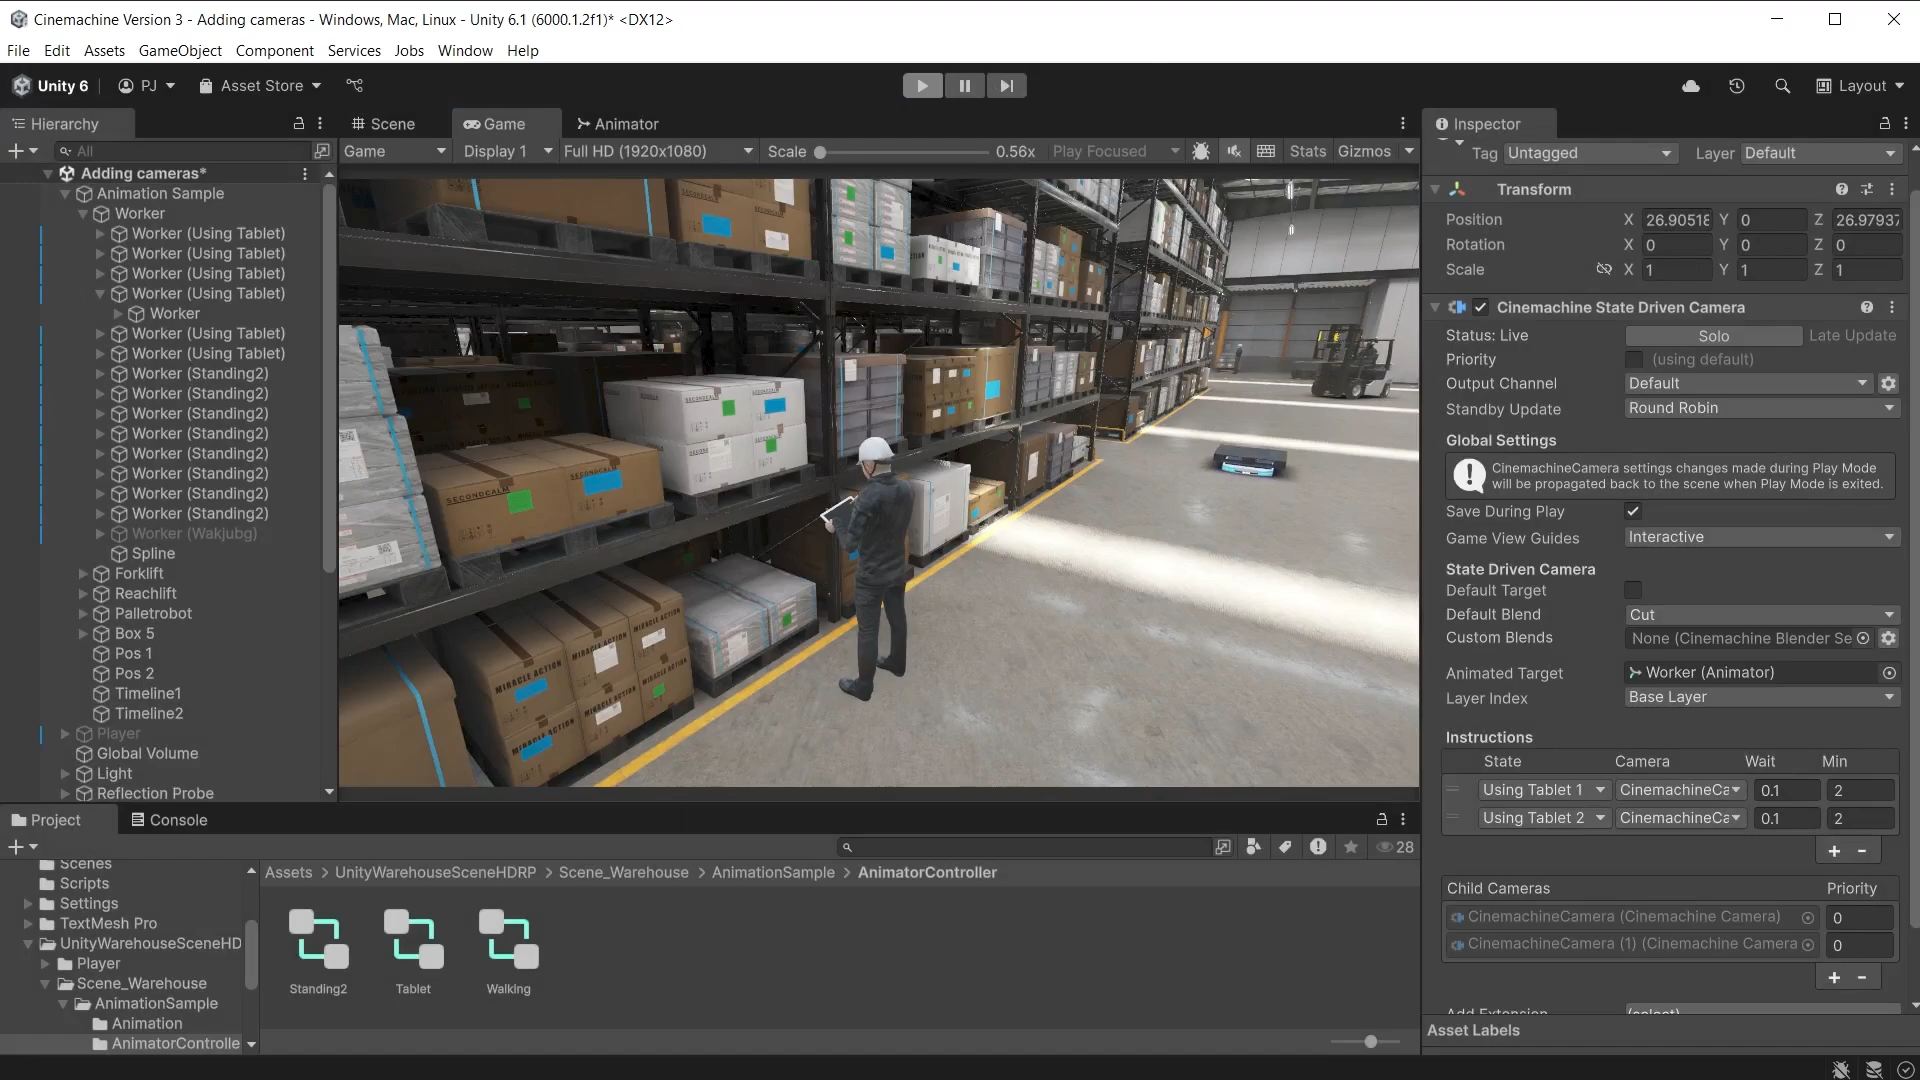 Cinemachine Version 3 - Adding cameras - Windows, Mac, Linux - Unity 6.1 (6000.1.2f1)* <DX12>
File Edit Assets GameObject Component Services Jobs Window Help
Unity 6 PJ Asset Store Layout
Hierarchy
All
Adding cameras*
Animation Sample
Worker
Worker (Using Tablet)
Worker (Using Tablet)
Worker (Using Tablet)
Worker (Using Tablet)
Worker
Worker (Using Tablet)
Worker (Using Tablet)
Worker (Standing2)
Worker (Standing2)
Worker (Standing2)
Worker (Standing2)
Worker (Standing2)
Worker (Standing2)
Worker (Standing2)
Worker (Standing2)
Worker (Wakjubg)
Spline
Forklift
Reachlift
Palletrobot
Box 5
Pos 1
Pos 2
Timeline1
Timeline2
Player
Global Volume
Light
Reflection Probe
Scene Game Animator
Game Display 1 Full HD (1920x1080) Scale 0.56x Play Focused Stats Gizmos
SECONDCALM
SECONDCALM
MIRACLE ACTION
MIRACLE ACTION
Inspector
Tag Untagged Layer Default
Transform
Position X 26.90518 Y 0 Z 26.97937
Rotation X 0 Y 0 Z 0
Scale X 1 Y 1 Z 1
Cinemachine State Driven Camera
Status: Live Solo Late Update
Priority (using default)
Output Channel Default
Standby Update Round Robin
Global Settings
CinemachineCamera settings changes made during Play Mode
will be propagated back to the scene when Play Mode is exited.
Save During Play
Game View Guides Interactive
State Driven Camera
Default Target
Default Blend Cut
Custom Blends None (Cinemachine Blender Se
Animated Target Worker (Animator)
Layer Index Base Layer
Instructions
State Camera Wait Min
Using Tablet 1 CinemachineCa 0.1 2
Using Tablet 2 CinemachineCa 0.1 2
+ -
Child Cameras Priority
CinemachineCamera (Cinemachine Camera) 0
CinemachineCamera (1) (Cinemachine Camera 0
+ -
Add Extension (select)
Asset Labels
Project Console
28
Scenes
Scripts
Settings
TextMesh Pro
UnityWarehouseSceneHD
Player
Scene_Warehouse
AnimationSample
Animation
AnimatorControlle
Assets > UnityWarehouseSceneHDRP > Scene_Warehouse > AnimationSample > AnimatorController
Standing2 Tablet Walking